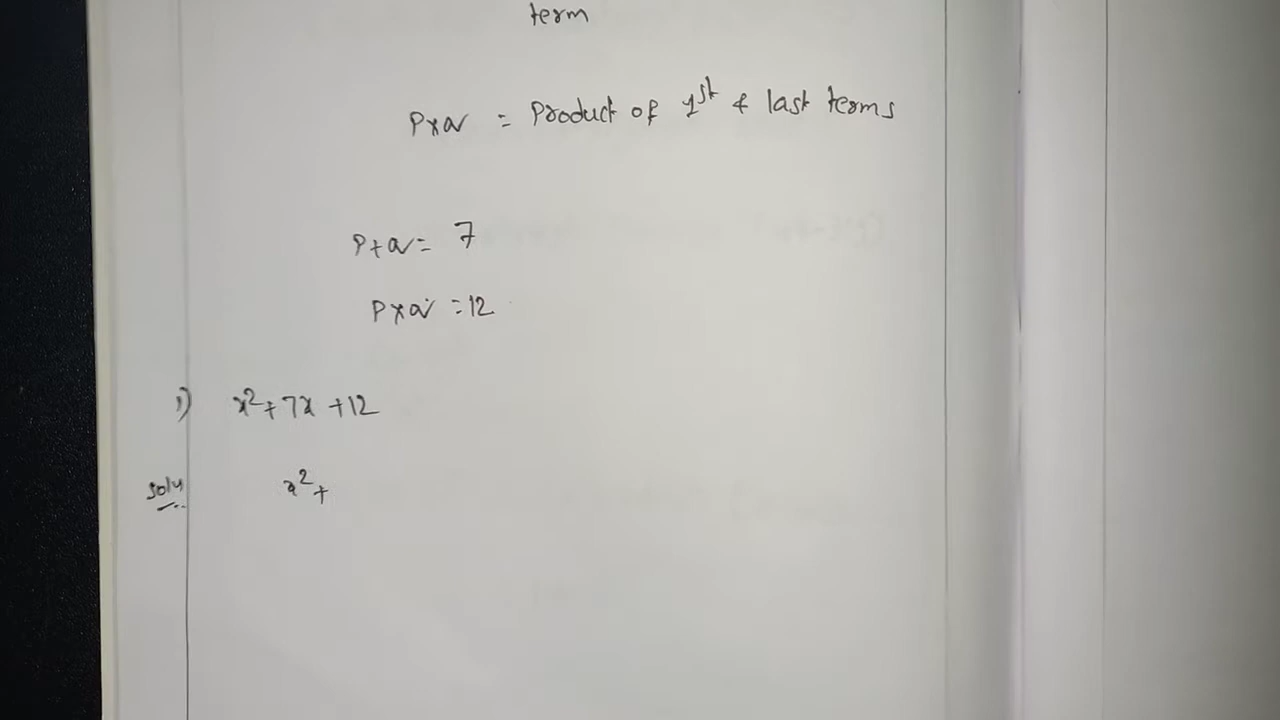 term
P×q = Product of 1st & last terms
P+q = 7
P×q = 12
1) x²+7x+12
Soln x²+